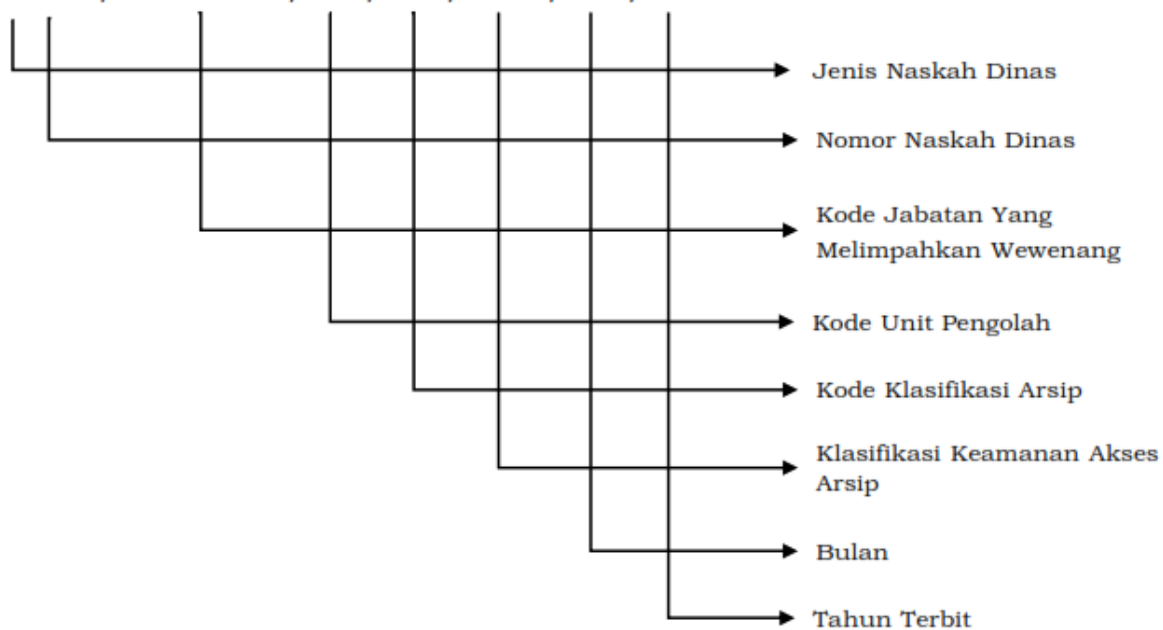 Jenis Naskah Dinas
Nomor Naskah Dinas
Kode Jabatan Yang
Melimpahkan Wewenang
Kode Unit Pengolah
Kode Klasifikasi Arsip
Klasifikasi Keamanan Akses
Arsip
Bulan
Tahun Terbit